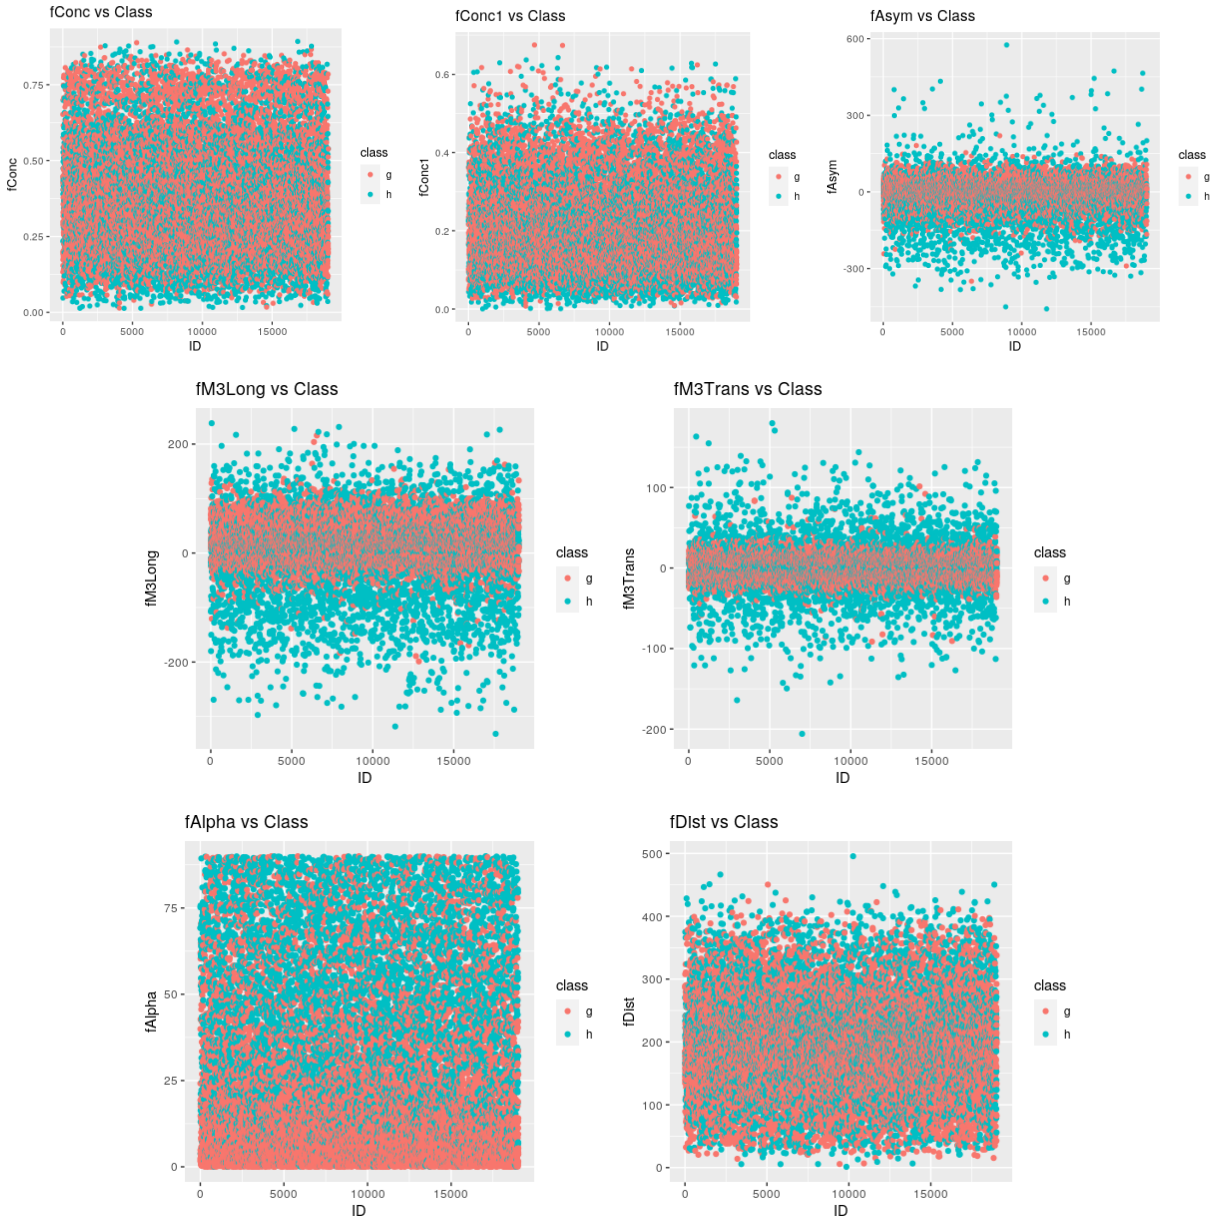 fConc vs Class
fConc
0.75
0.50
0.25
0.00
0
5000
10000
15000
ID
class
g
h
fConc1 vs Class
fConc1
0.6
0.4
0.2
0.0
0
5000
10000
15000
ID
class
g
h
fAsym vs Class
fAsym
600
300
0
-300
0
5000
10000
15000
ID
class
g
h
fM3Long vs Class
fM3Long
200
0
-200
0
5000
10000
15000
ID
class
g
h
fM3Trans vs Class
fM3Trans
100
0
-100
-200
0
5000
10000
15000
ID
class
g
h
fAlpha vs Class
fAlpha
75
50
25
0
0
5000
10000
15000
ID
class
g
h
fDist vs Class
fDist
500
400
300
200
100
0
0
5000
10000
15000
ID
class
g
h